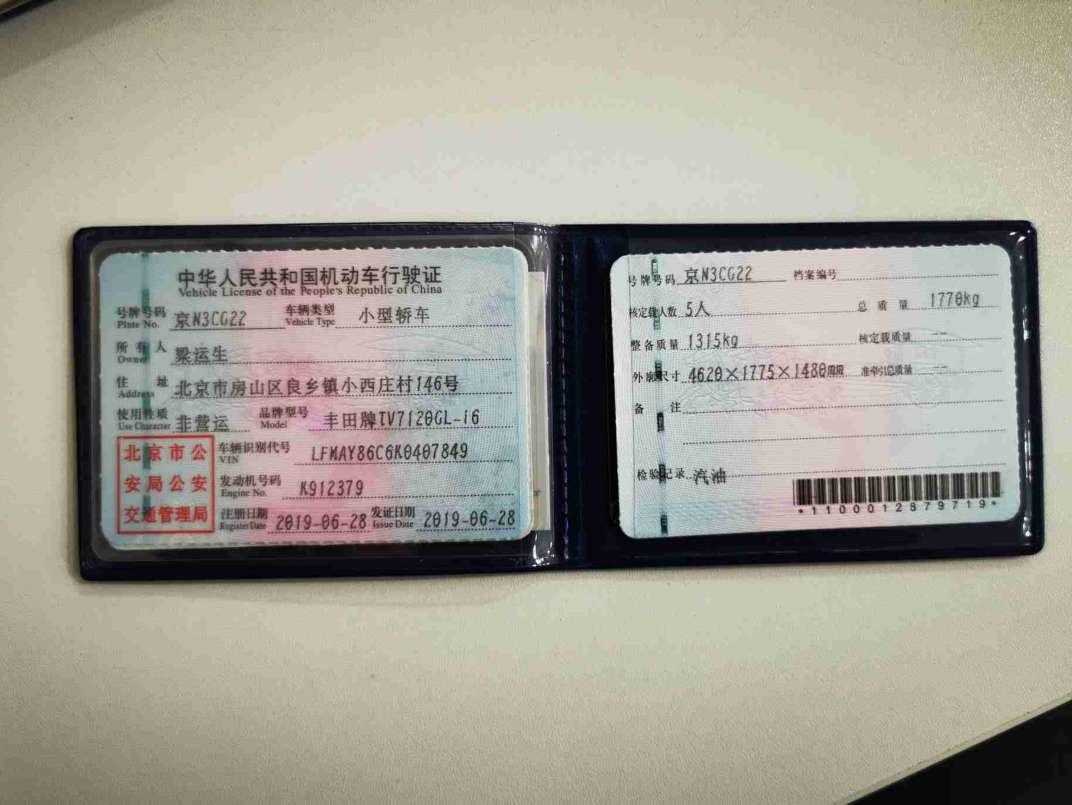 中华人民共和国机动车行驶证
Vehicle License of the People's Republic of China
号牌号码 京N3CG22 车辆类型 小型轿车
Plate No. Vehicle Type
所有人 梁运生
Owner
住址 北京市房山区良乡镇小西庄村146号
Address
使用性质 非营运 品牌型号 丰田牌TV7120GL-i6
Use Character Model
北京市公安局公安交通管理局
车辆识别代号 LFMAY86C6K0407849
VIN
发动机号码 K912379
Engine No.
注册日期 2019-06-28 发证日期 2019-06-28
Register Date Issue Date
号牌号码 京N3CG22 档案编号
核定载人数 5人 总质量 1770kg
整备质量 1315kg 核定载质量 --
外廓尺寸 4620×1775×1480mm 准牵引总质量 --
备注
检验记录 汽油
*1100012879719*